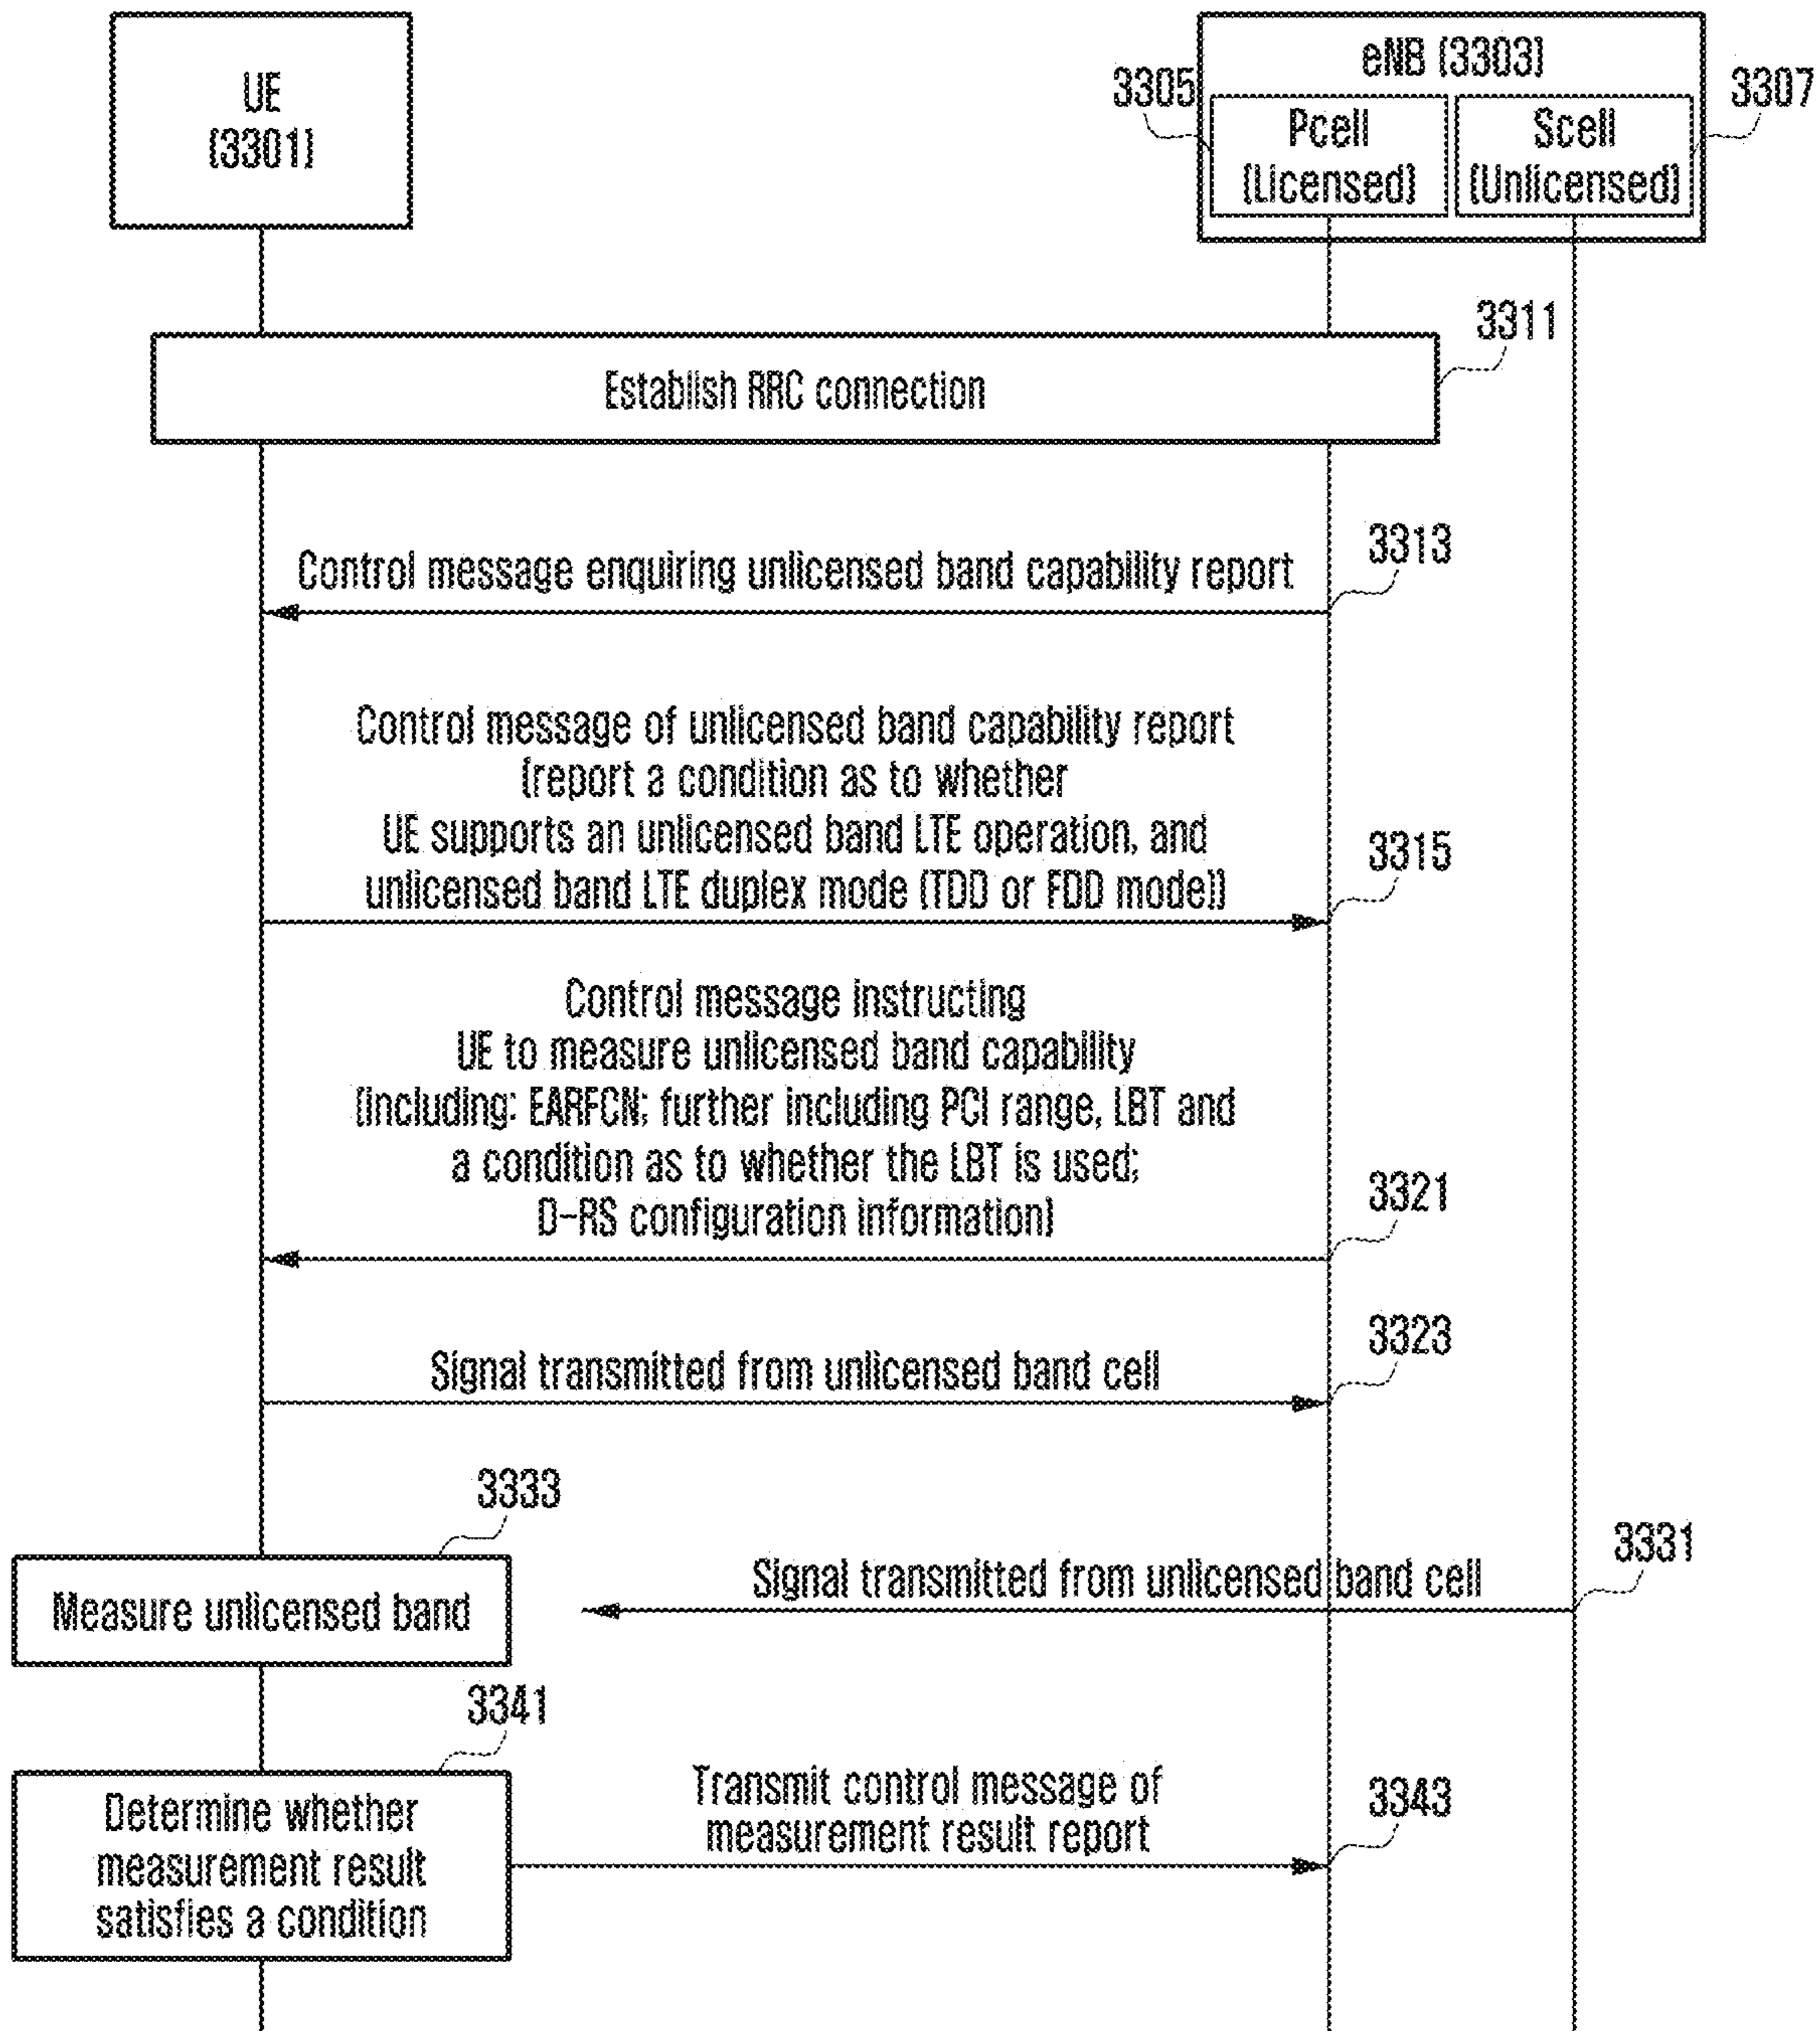 UE
(3301)
eNB (3303)
3305
3307
Pcell
(Licensed)
Scell
(Unlicensed)
3311
Establish RRC connection
3313
Control message enquiring unlicensed band capability report
Control message of unlicensed band capability report
(report a condition as to whether
UE supports an unlicensed band LTE operation, and
unlicensed band LTE duplex mode (TDD or FDD mode))
3315
Control message instructing
UE to measure unlicensed band capability
(including: EARFCN; further including PCI range, LBT and
a condition as to whether the LBT is used;
D-RS configuration information)
3321
3323
Signal transmitted from unlicensed band cell
3333
Measure unlicensed band
3331
Signal transmitted from unlicensed band cell
3341
Determine whether
measurement result
satisfies a condition
Transmit control message of
measurement result report
3343